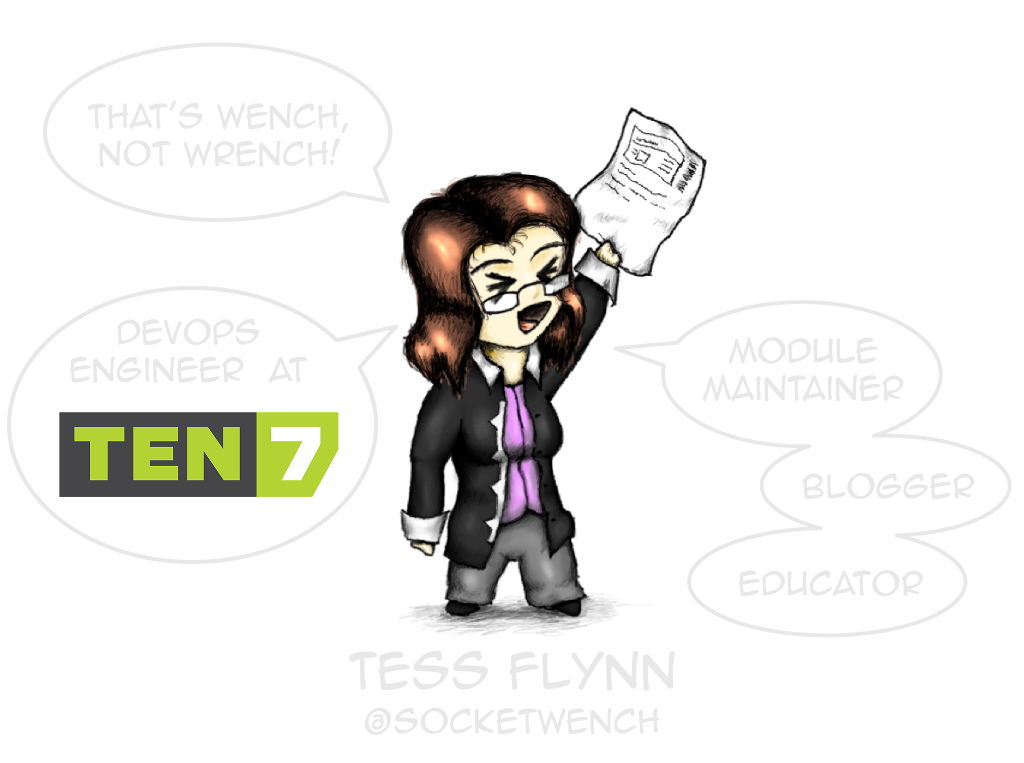 THAT'S WENCH,
NOT WRENCH!
DEVOPS
ENGINEER AT
TEN7
MODULE
MAINTAINER
BLOGGER
EDUCATOR
TESS FLYNN
@SOCKETWENCH